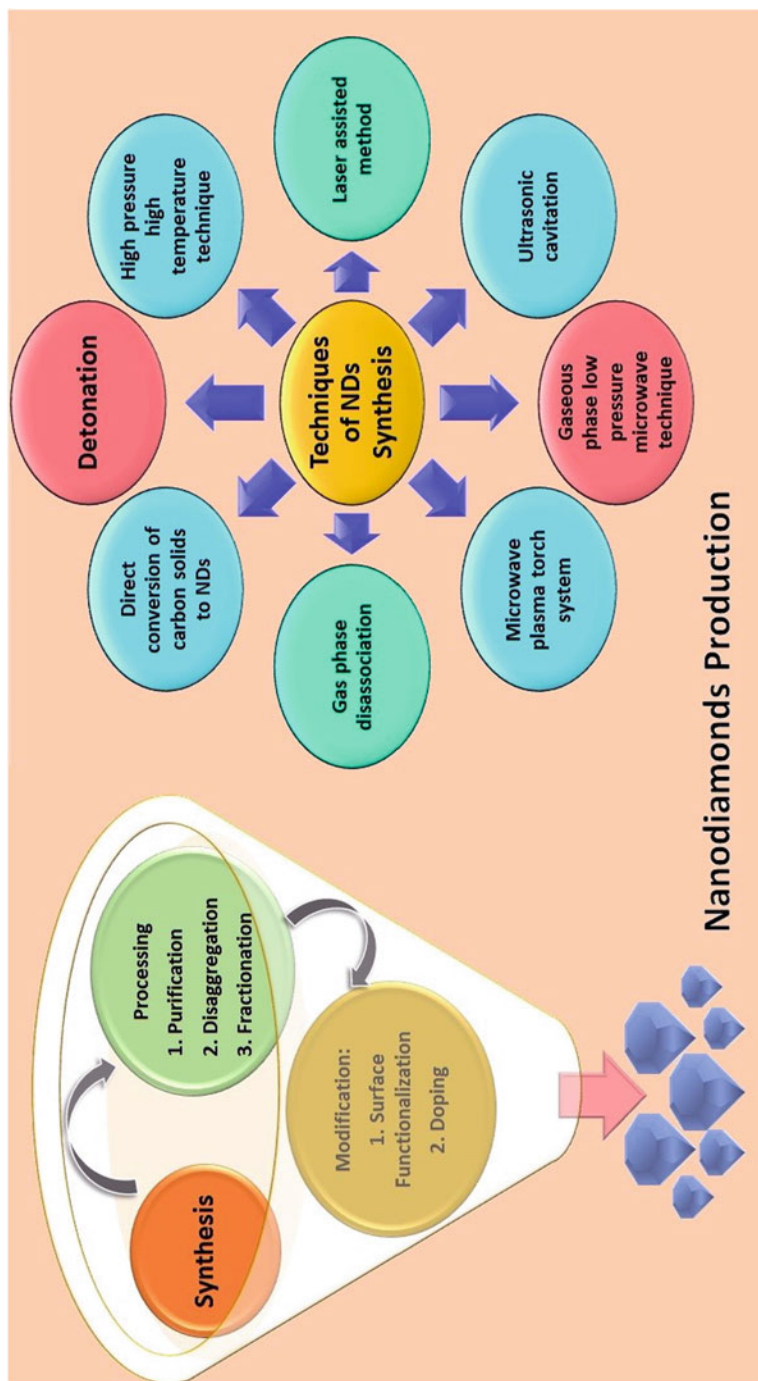 Synthesis
Processing
1. Purification
2. Disaggregation
3. Fractionation
Modification:
1. Surface
Functionalization
2. Doping
Nanodiamonds Production
Techniques
of NDs
Synthesis
Detonation
High pressure
high
temperature
technique
Laser assisted
method
Ultrasonic
cavitation
Gaseous
phase low
pressure
microwave
technique
Microwave
plasma torch
system
Gas phase
disassociation
Direct
conversion of
carbon solids
to NDs